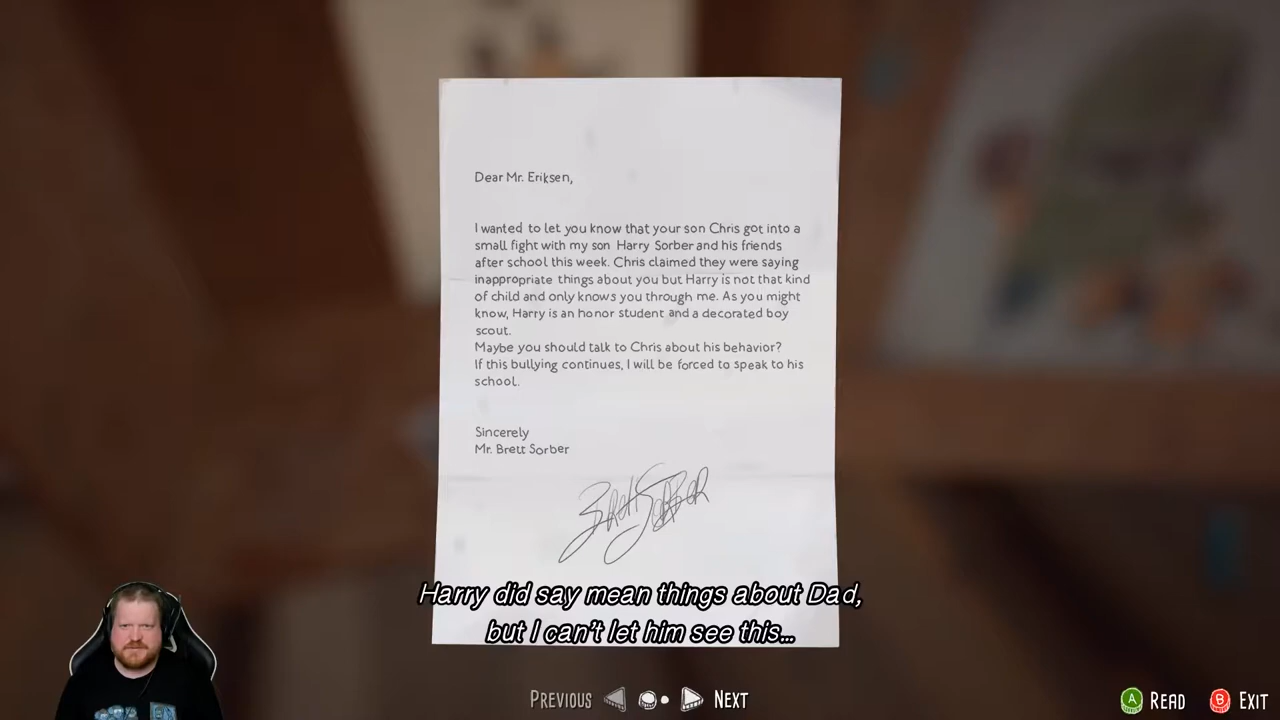 Dear Mr. Eriksen,
I wanted to let you know that your son Chris got into a
small fight with my son Harry Sorber and his friends
after school this week. Chris claimed they were saying
inappropriate things about you but Harry is not that kind
of child and only knows you through me. As you might
know, Harry is an honor student and a decorated boy
scout.
Maybe you should talk to Chris about his behavior?
If this bullying continues, I will be forced to speak to his
school.
Sincerely
Mr. Brett Sorber
Brett Sorber
Harry did say mean things about Dad,
but I can't let him see this...
Previous Next
A Read B Exit